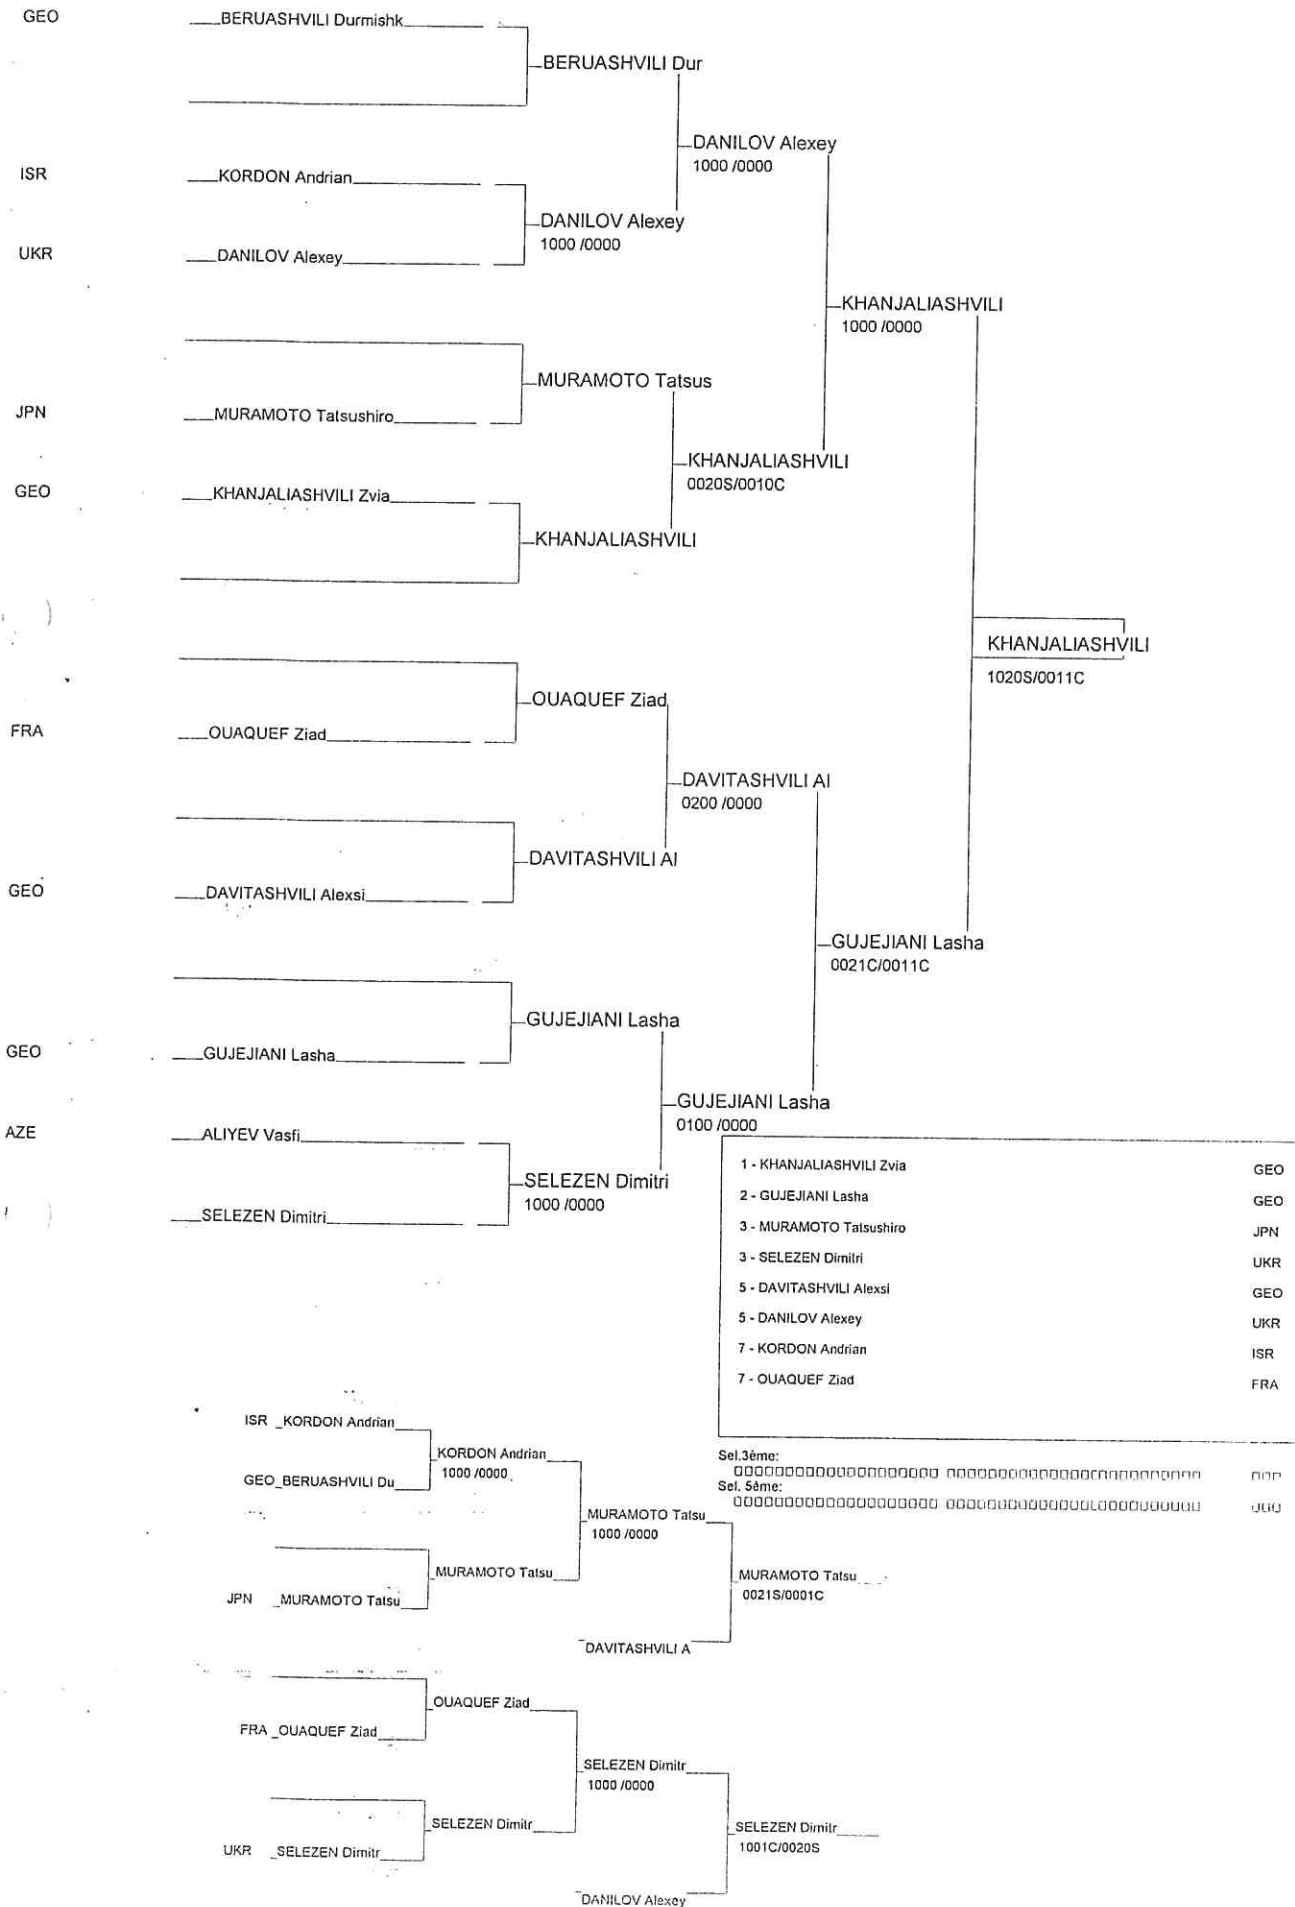 GEO BERUASHVILI Durmishk
BERUASHVILI Dur
DANILOV Alexey
1000 /0000
ISR KORDON Andrian
DANILOV Alexey
1000 /0000
UKR DANILOV Alexey
KHANJALIASHVILI
1000 /0000
MURAMOTO Tatsus
JPN MURAMOTO Tatsushiro
KHANJALIASHVILI
0020S/0010C
GEO KHANJALIASHVILI Zvia
KHANJALIASHVILI
KHANJALIASHVILI
1020S/0011C
OUAQUEF Ziad
FRA OUAQUEF Ziad
DAVITASHVILI Al
0200 /0000
DAVITASHVILI Al
GEO DAVITASHVILI Alexsi
GUJEJIANI Lasha
0021C/0011C
GUJEJIANI Lasha
GEO GUJEJIANI Lasha
GUJEJIANI Lasha
0100 /0000
AZE ALIYEV Vasfi
SELEZEN Dimitri
1000 /0000
SELEZEN Dimitri
1 - KHANJALIASHVILI Zvia GEO
2 - GUJEJIANI Lasha GEO
3 - MURAMOTO Tatsushiro JPN
3 - SELEZEN Dimitri UKR
5 - DAVITASHVILI Alexsi GEO
5 - DANILOV Alexey UKR
7 - KORDON Andrian ISR
7 - OUAQUEF Ziad FRA
Sel.3ème:
Sel. 5ème:
ISR KORDON Andrian
KORDON Andrian
1000 /0000
GEO BERUASHVILI Du
MURAMOTO Tatsu
1000 /0000
MURAMOTO Tatsu
JPN MURAMOTO Tatsu
MURAMOTO Tatsu
0021S/0001C
DAVITASHVILI A
OUAQUEF Ziad
FRA OUAQUEF Ziad
SELEZEN Dimitr
1000 /0000
SELEZEN Dimitr
UKR SELEZEN Dimitr
SELEZEN Dimitr
1001C/0020S
DANILOV Alexey